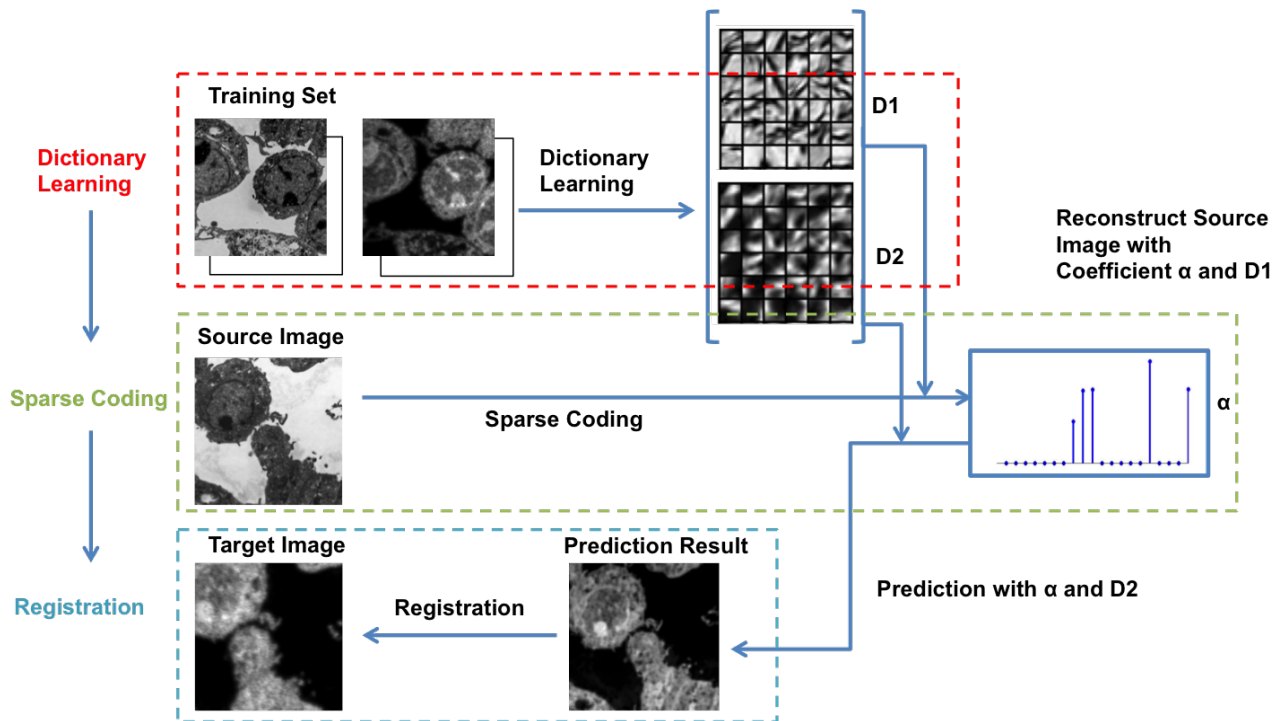 Training Set
D1
Dictionary
Learning
Dictionary
Learning
D2
Reconstruct Source
Image with
Coefficient α and D1
Source Image
Sparse Coding
Sparse Coding
α
Target Image
Prediction Result
Registration
Registration
Prediction with α and D2